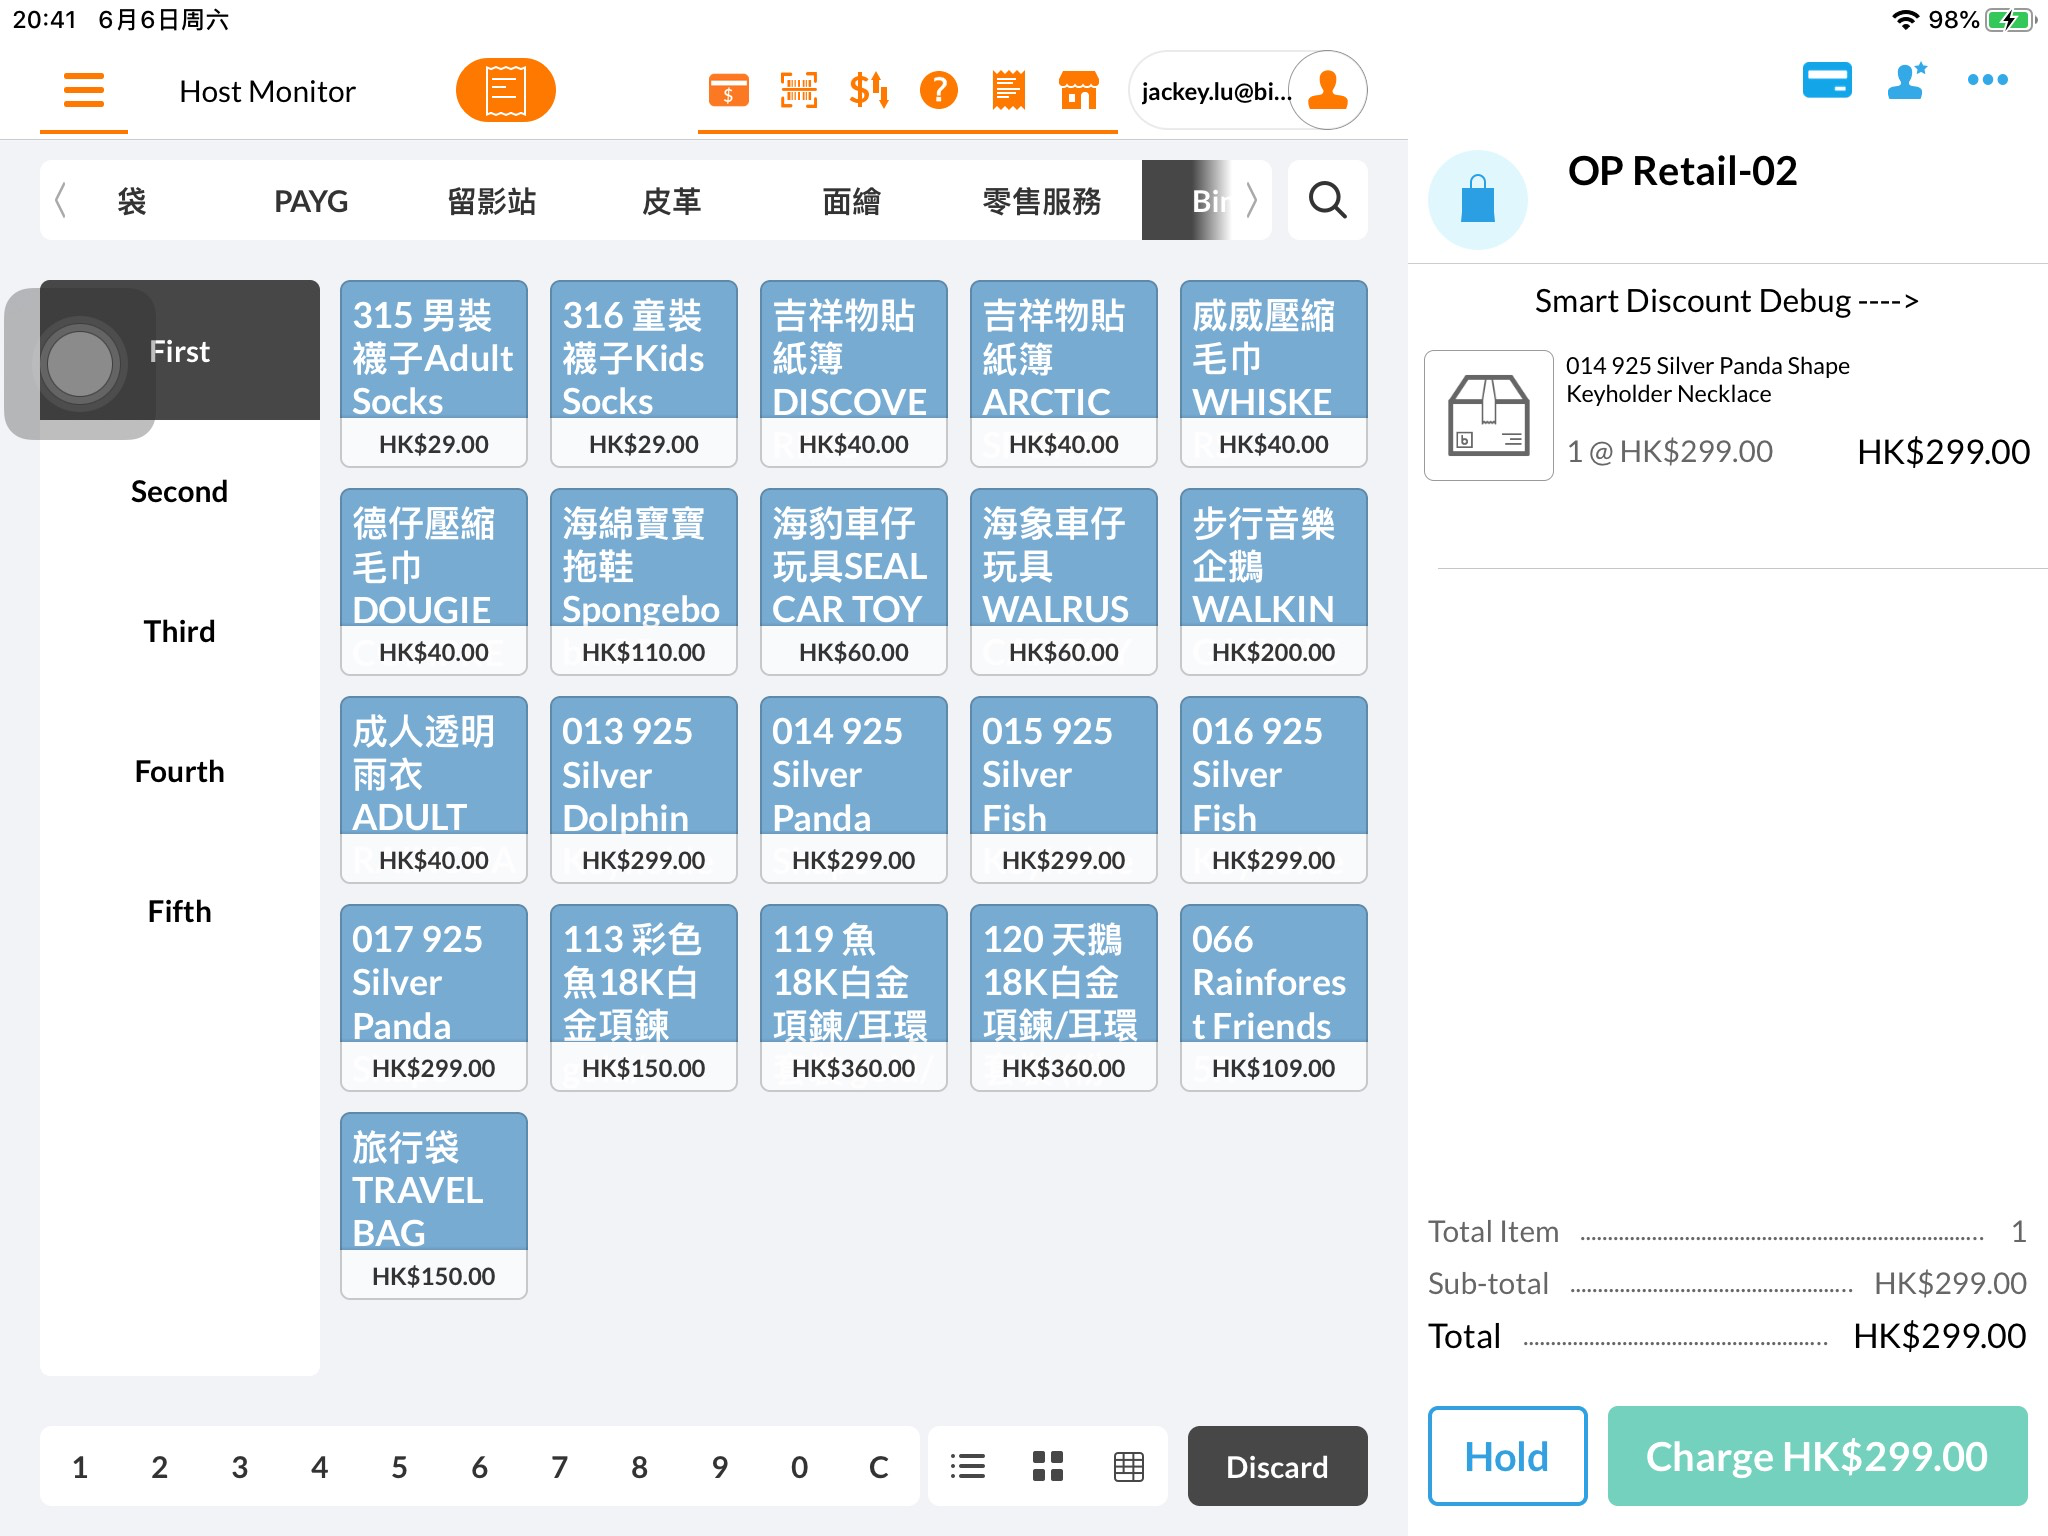 20:41 6月6日周六
98%
Host Monitor
jackey.lu@bi...
袋 PAYG 留影站 皮革 面繪 零售服務
First
Second
Third
Fourth
Fifth
315 男裝
襪子Adult
Socks
HK$29.00
316 童裝
襪子Kids
Socks
HK$29.00
吉祥物貼
紙簿
DISCOVE
HK$40.00
吉祥物貼
紙簿
ARCTIC
HK$40.00
威威壓縮
毛巾
WHISKE
HK$40.00
德仔壓縮
毛巾
DOUGIE
HK$40.00
海綿寶寶
拖鞋
Spongebo
HK$110.00
海豹車仔
玩具SEAL
CAR TOY
HK$60.00
海象車仔
玩具
WALRUS
HK$60.00
步行音樂
企鵝
WALKIN
HK$200.00
成人透明
雨衣
ADULT
HK$40.00
013 925
Silver
Dolphin
HK$299.00
014 925
Silver
Panda
HK$299.00
015 925
Silver
Fish
HK$299.00
016 925
Silver
Fish
HK$299.00
017 925
Silver
Panda
HK$299.00
113 彩色
魚18K白
金項鍊
HK$150.00
119 魚
18K白金
項鍊/耳環
HK$360.00
120 天鵝
18K白金
項鍊/耳環
HK$360.00
066
Rainfores
t Friends
HK$109.00
旅行袋
TRAVEL
BAG
HK$150.00
1 2 3 4 5 6 7 8 9 0 C
Discard
OP Retail-02
Smart Discount Debug ---->
014 925 Silver Panda Shape
Keyholder Necklace
1 @ HK$299.00 HK$299.00
Total Item 1
Sub-total HK$299.00
Total HK$299.00
Hold
Charge HK$299.00